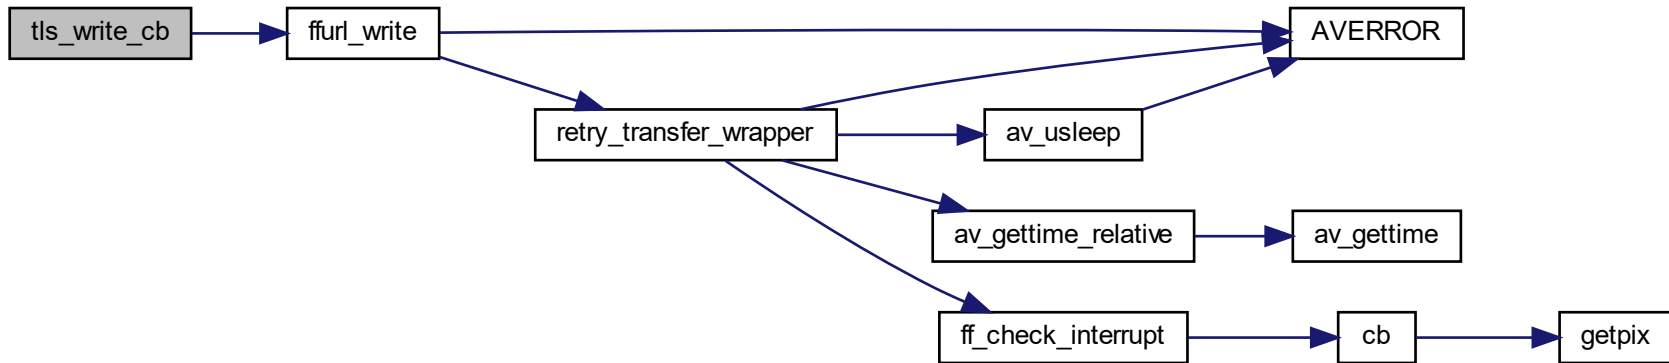 tls_write_cb
ffurl_write
AVERROR
retry_transfer_wrapper
av_usleep
av_gettime_relative
av_gettime
ff_check_interrupt
cb
getpix